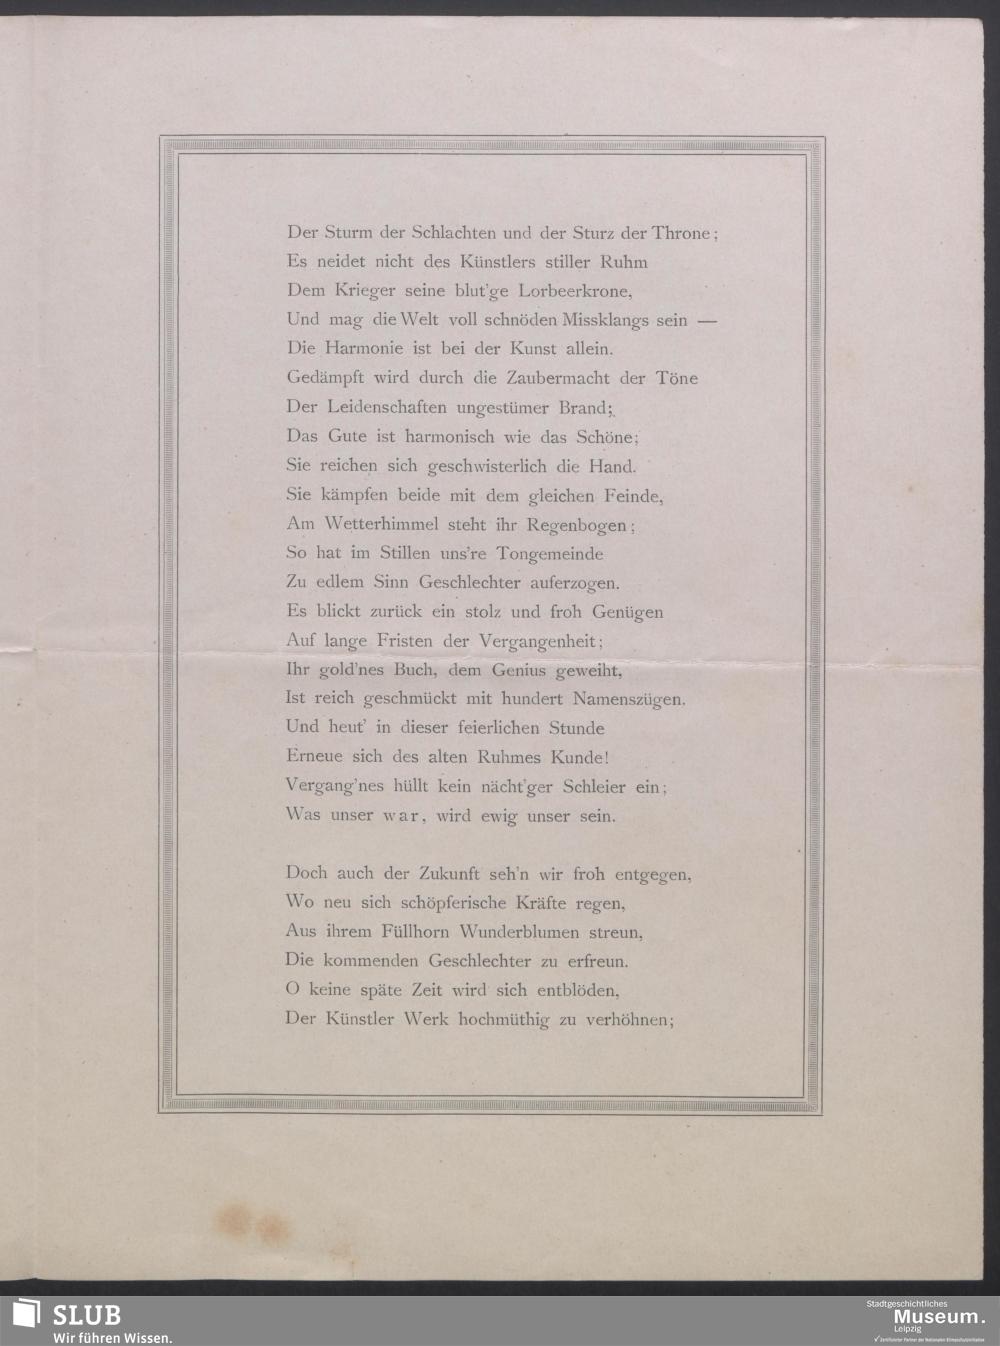 Der Sturm der Schlachten und der Sturz der Throne;
Es neidet nicht des Künstlers stiller Ruhm
Dem Krieger seine blut'ge Lorbeerkrone,
Und mag die Welt voll schnöden Missklangs sein —
Die Harmonie ist bei der Kunst allein.
Gedämpft wird durch die Zaubermacht der Töne
Der Leidenschaften ungestümer Brand;
Das Gute ist harmonisch wie das Schöne;
Sie reichen sich geschwisterlich die Hand.
Sie kämpfen beide mit dem gleichen Feinde,
Am Wetterhimmel steht ihr Regenbogen;
So hat im Stillen uns're Tongemeinde
Zu edlem Sinn Geschlechter auferzogen.
Es blickt zurück ein stolz und froh Genügen
Auf lange Fristen der Vergangenheit;
Ihr gold'nes Buch, dem Genius geweiht,
Ist reich geschmückt mit hundert Namenszügen.
Und heut' in dieser feierlichen Stunde
Erneue sich des alten Ruhmes Kunde!
Vergang'nes hüllt kein nächt'ger Schleier ein;
Was unser war, wird ewig unser sein.

Doch auch der Zukunft seh'n wir froh entgegen,
Wo neu sich schöpferische Kräfte regen,
Aus ihrem Füllhorn Wunderblumen streun,
Die kommenden Geschlechter zu erfreun.
O keine späte Zeit wird sich entblöden,
Der Künstler Werk hochmüthig zu verhöhnen;
SLUB
Wir führen Wissen.
Stadtgeschichtliches
Museum.
Leipzig
Zertifizierter Partner der Nationalen Klimaschutzinitiative